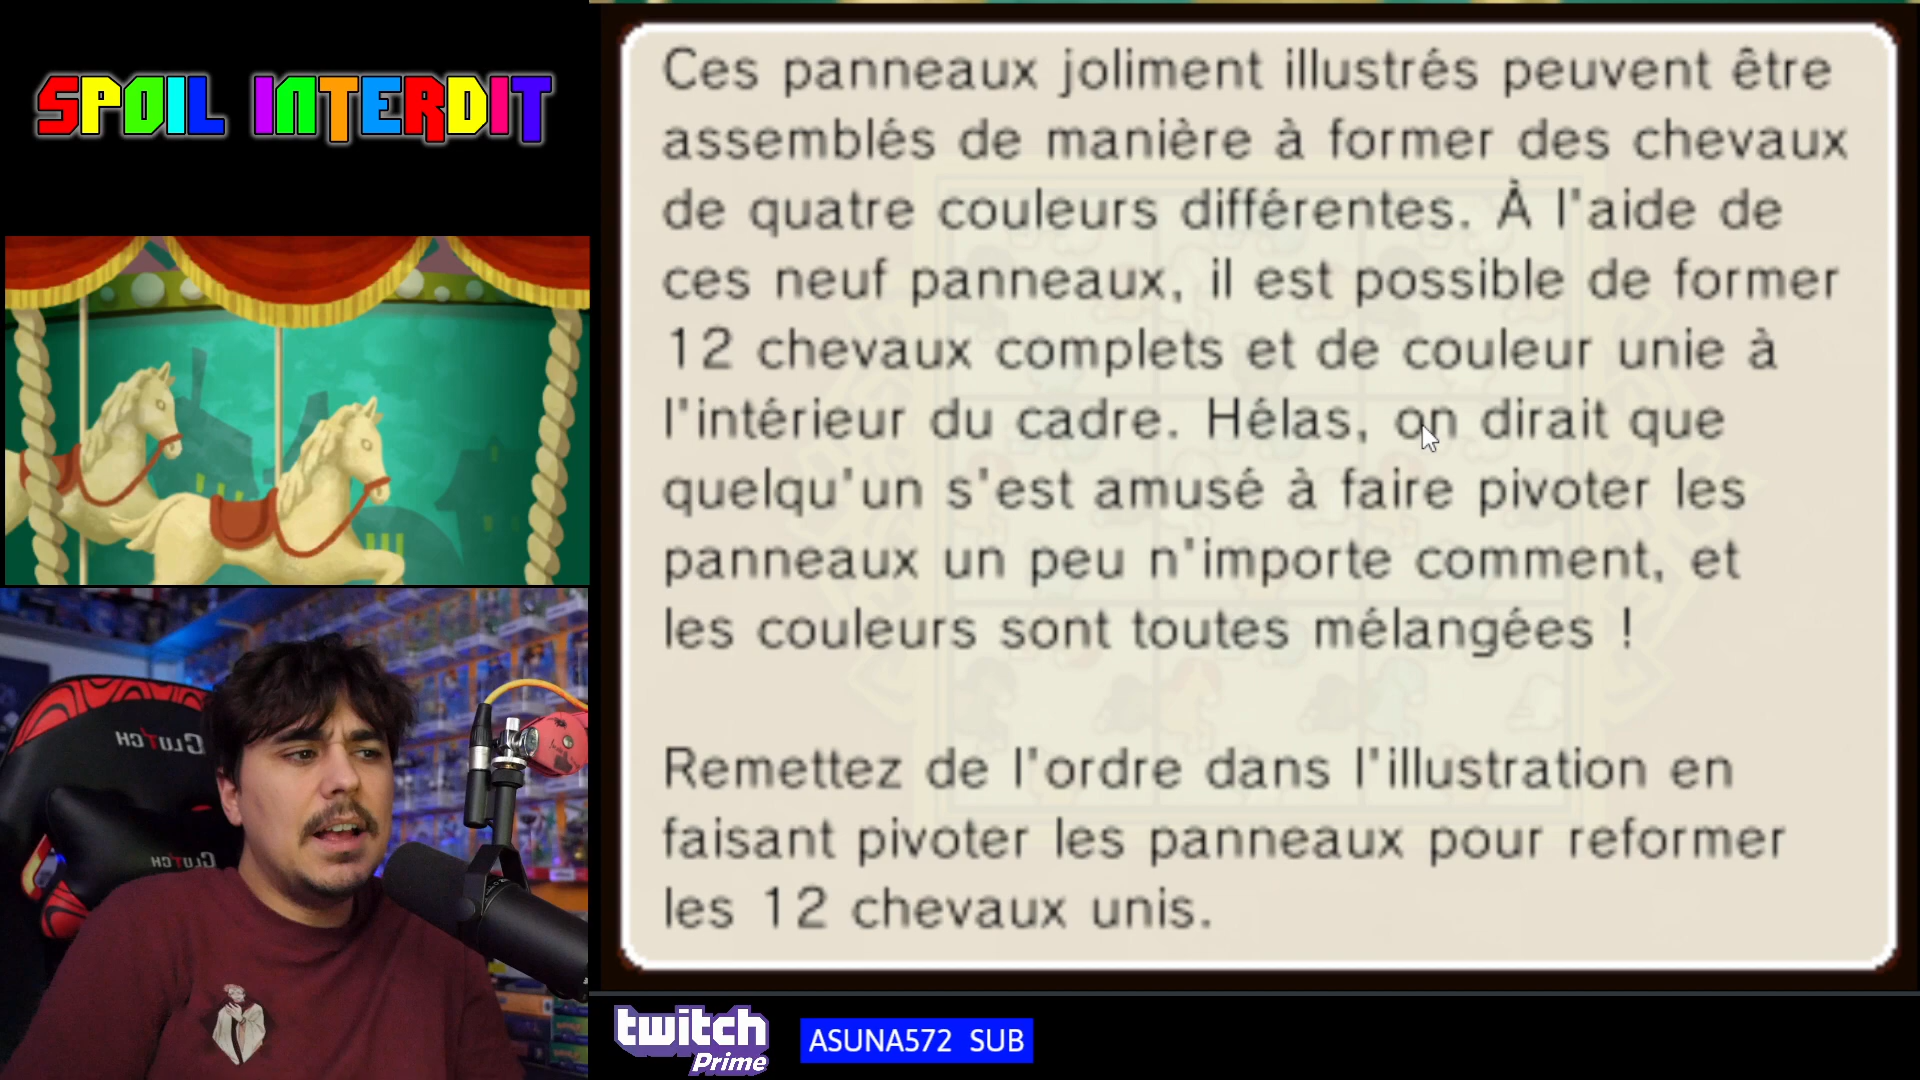 SPOIL INTERDIT
Ces panneaux joliment illustrés peuvent être
assemblés de manière à former des chevaux
de quatre couleurs différentes. À l'aide de
ces neuf panneaux, il est possible de former
12 chevaux complets et de couleur unie à
l'intérieur du cadre. Hélas, on dirait que
quelqu'un s'est amusé à faire pivoter les
panneaux un peu n'importe comment, et
les couleurs sont toutes mélangées !
Remettez de l'ordre dans l'illustration en
faisant pivoter les panneaux pour reformer
les 12 chevaux unis.
CLUTCH
CLUTCH
twitch
Prime
ASUNA572 SUB